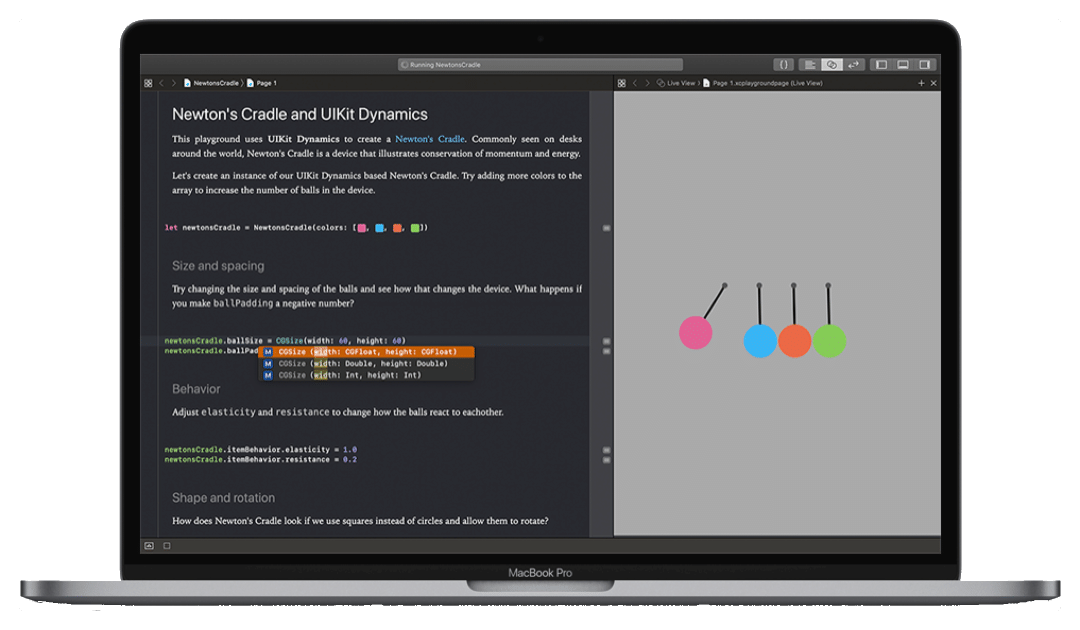 Running NewtonsCradle
NewtonsCradle
Page 1
Live View
Page 1.xcplaygroundpage (Live View)
Newton's Cradle and UIKit Dynamics
This playground uses UIKit Dynamics to create a Newton's Cradle. Commonly seen on desks
around the world, Newton's Cradle is a device that illustrates conservation of momentum and energy.
Let's create an instance of our UIKit Dynamics based Newton's Cradle. Try adding more colors to the
array to increase the number of balls in the device.
let newtonsCradle = NewtonsCradle(colors: [ , , , ])
Size and spacing
Try changing the size and spacing of the balls and see how that changes the device. What happens if
you make ballPadding a negative number?
newtonsCradle.ballSize = CGSize(width: 60, height: 60)
newtonsCradle.ballPad
M CGSize (width: CGFloat, height: CGFloat)
M CGSize (width: Double, height: Double)
M CGSize (width: Int, height: Int)
Behavior
Adjust elasticity and resistance to change how the balls react to eachother.
newtonsCradle.itemBehavior.elasticity = 1.0
newtonsCradle.itemBehavior.resistance = 0.2
Shape and rotation
How does Newton's Cradle look if we use squares instead of circles and allow them to rotate?
MacBook Pro